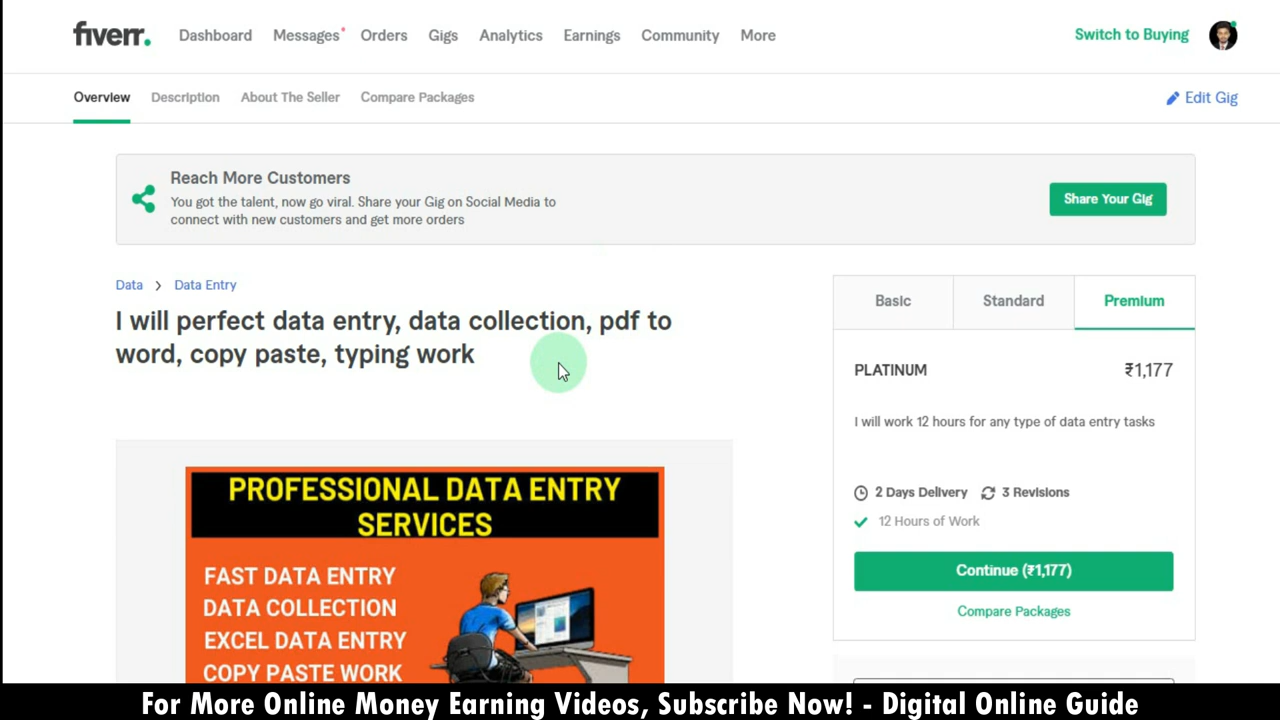 fiverr. Dashboard Messages Orders Gigs Analytics Earnings Community More Switch to Buying
Overview Description About The Seller Compare Packages Edit Gig
Reach More Customers
You got the talent, now go viral. Share your Gig on Social Media to
connect with new customers and get more orders
Share Your Gig
Data > Data Entry
I will perfect data entry, data collection, pdf to
word, copy paste, typing work
PROFESSIONAL DATA ENTRY
SERVICES
FAST DATA ENTRY
DATA COLLECTION
EXCEL DATA ENTRY
COPY PASTE WORK
Basic Standard Premium
PLATINUM ₹1,177
I will work 12 hours for any type of data entry tasks
2 Days Delivery 3 Revisions
12 Hours of Work
Continue (₹1,177)
Compare Packages
For More Online Money Earning Videos, Subscribe Now! - Digital Online Guide